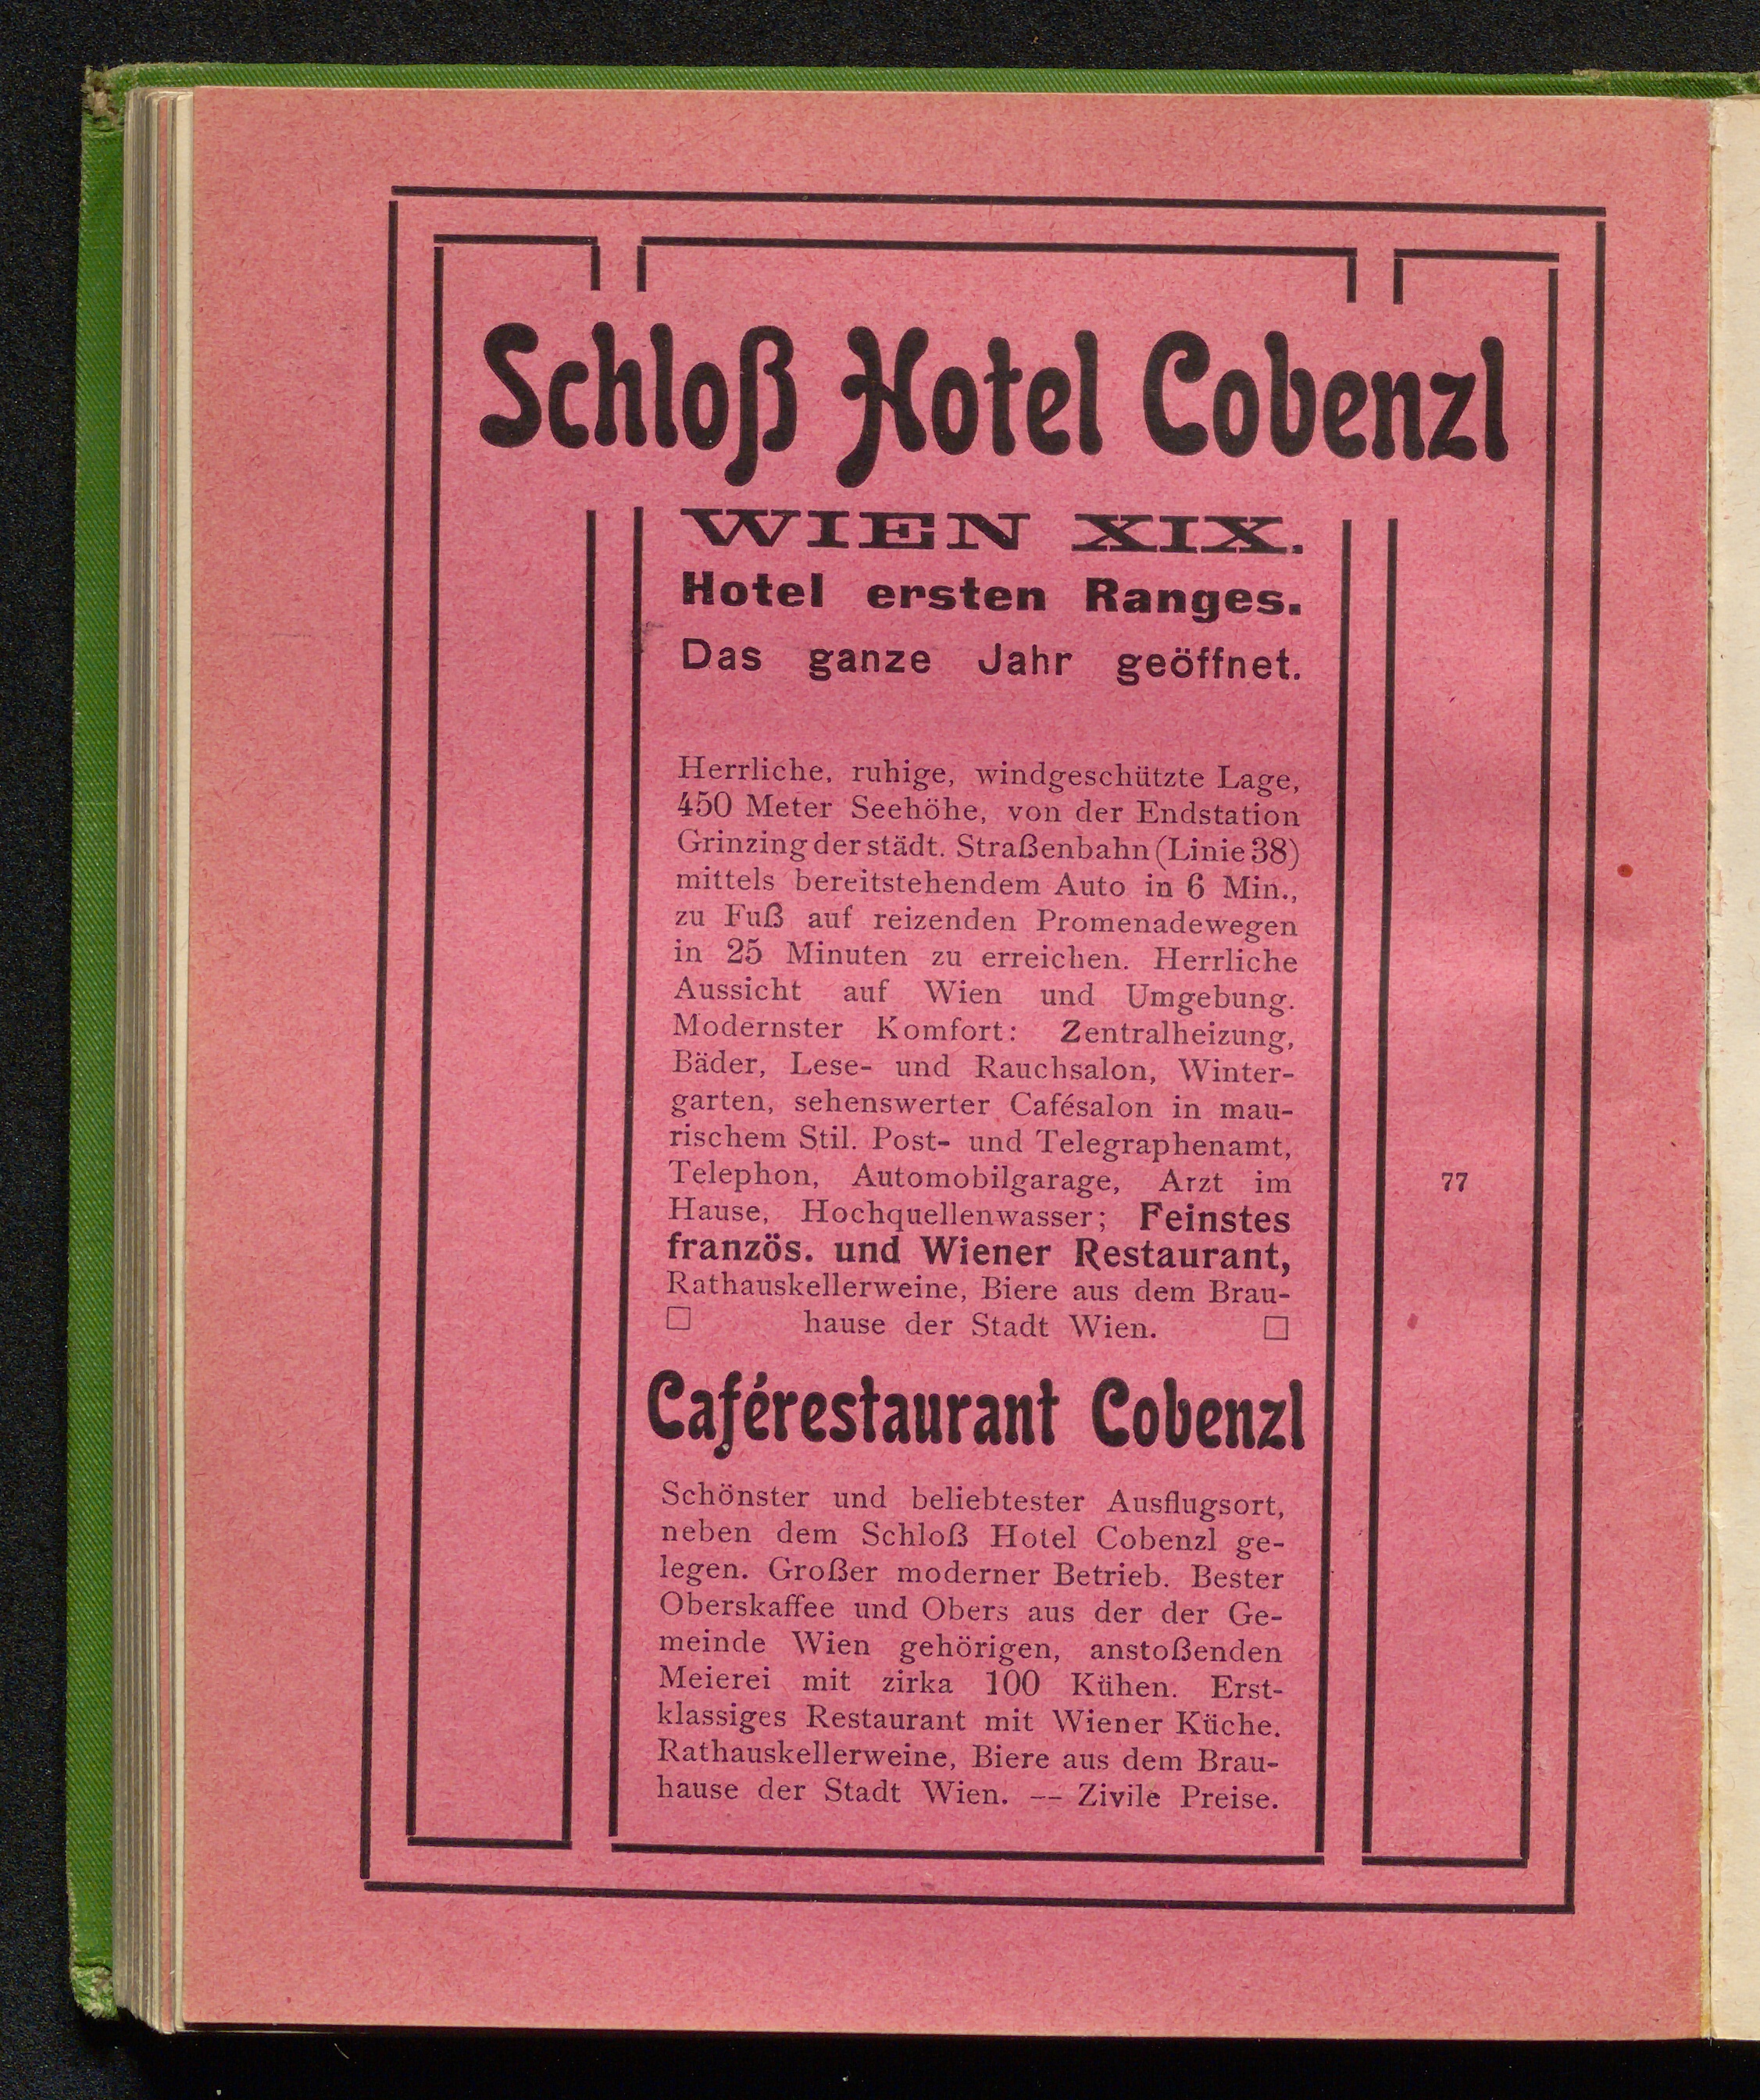 Schloß Hotel Cobenzl
WIEN XIX.
Hotel ersten Ranges.
Das ganze Jahr geöffnet.
Herrliche, ruhige, windgeschützte Lage,
450 Meter Seehöhe, von der Endstation
Grinzing der städt. Straßenbahn (Linie 38)
mittels bereitstehendem Auto in 6 Min.,
zu Fuß auf reizenden Promenadewegen
in 25 Minuten zu erreichen. Herrliche
Aussicht auf Wien und Umgebung.
Modernster Komfort: Zentralheizung,
Bäder, Lese- und Rauchsalon, Winter-
garten, sehenswerter Cafésalon in mau-
rischem Stil. Post- und Telegraphenamt,
Telephon, Automobilgarage, Arzt im
Hause, Hochquellenwasser; Feinstes
französ. und Wiener Restaurant,
Rathauskellerweine, Biere aus dem Brau-
□ hause der Stadt Wien. □
77
Caférestaurant Cobenzl
Schönster und beliebtester Ausflugsort,
neben dem Schloß Hotel Cobenzl ge-
legen. Großer moderner Betrieb. Bester
Oberskaffee und Obers aus der der Ge-
meinde Wien gehörigen, anstoßenden
Meierei mit zirka 100 Kühen. Erst-
klassiges Restaurant mit Wiener Küche.
Rathauskellerweine, Biere aus dem Brau-
hause der Stadt Wien. — Zivile Preise.